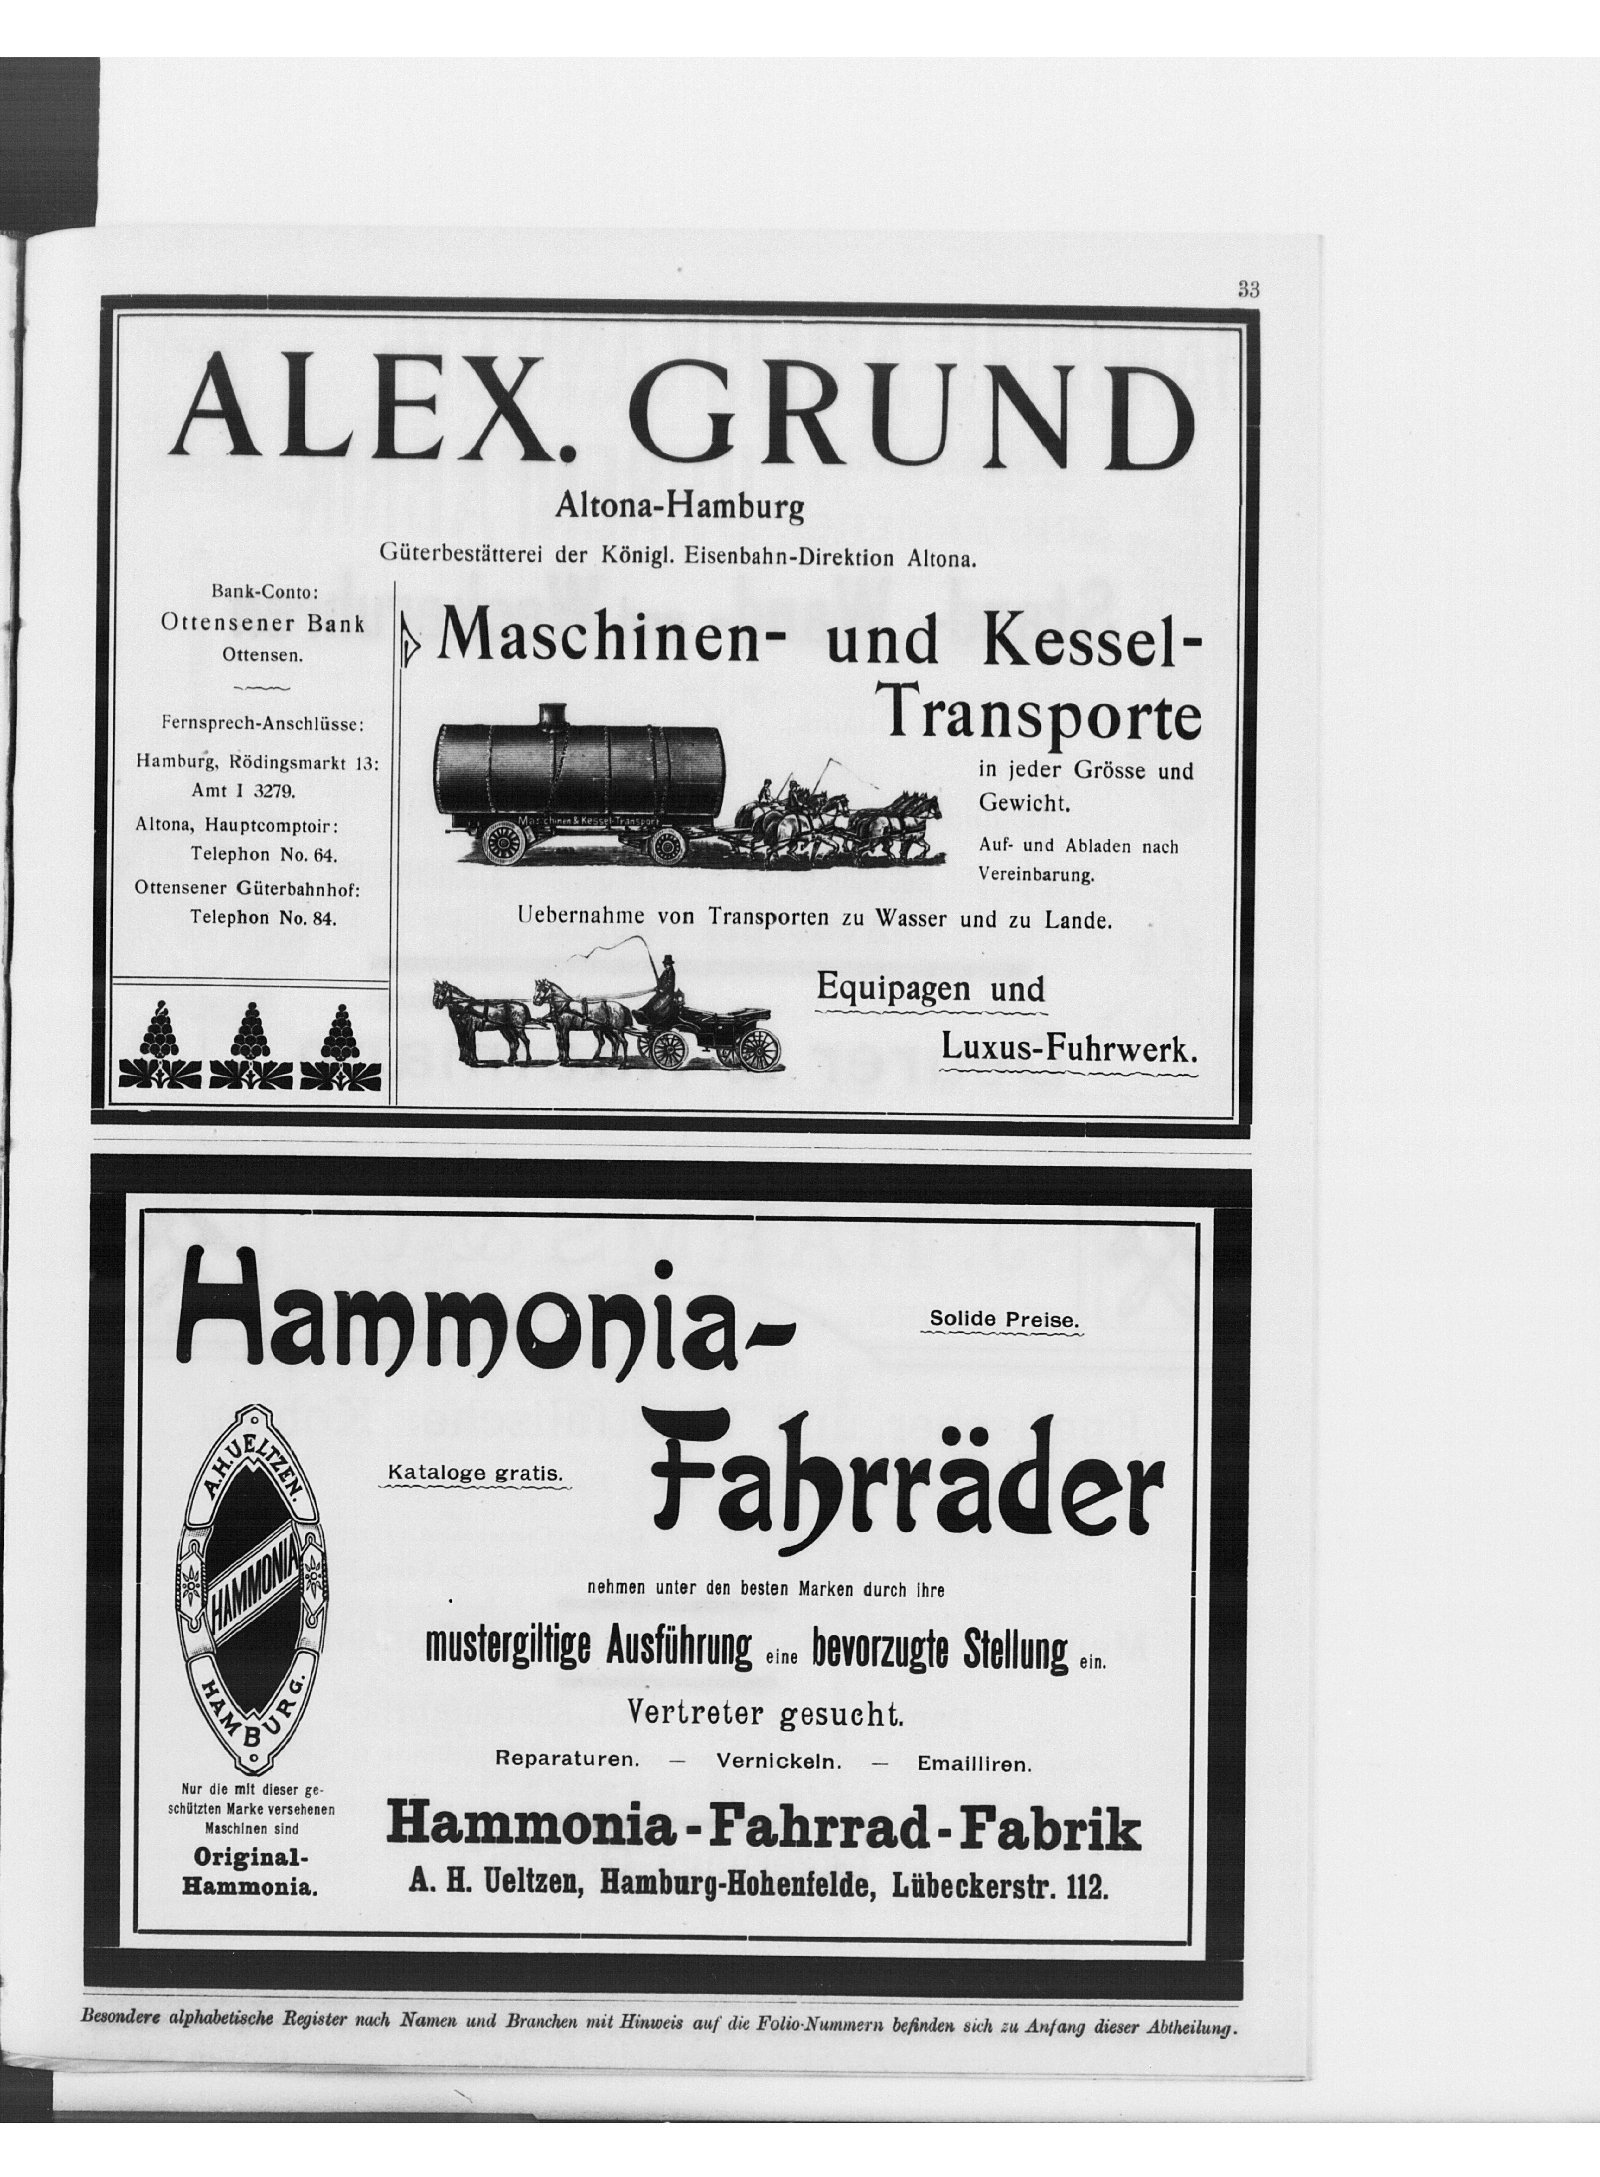 33
ALEX. GRUND
Altona-Hamburg
Güterbestätterei der Königl. Eisenbahn-Direktion Altona.
Bank-Conto:
Ottensener Bank
Ottensen.
Fernsprech-Anschlüsse:
Hamburg, Rödingsmarkt 13:
Amt I 3279.
Altona, Hauptcomptoir:
Telephon No. 64.
Ottensener Güterbahnhof:
Telephon No. 84.
Maschinen- und Kessel-
Transporte
in jeder Grösse und
Gewicht.
Maschinen & Kessel-Transport
Auf- und Abladen nach
Vereinbarung.
Uebernahme von Transporten zu Wasser und zu Lande.
Equipagen und
Luxus-Fuhrwerk.
Hammonia-
Solide Preise.
Fahrräder
Kataloge gratis.
A.H.UELTZEN.
HAMMONIA
HAMBURG.
nehmen unter den besten Marken durch ihre
mustergiltige Ausführung eine bevorzugte Stellung ein.
Vertreter gesucht.
Reparaturen. — Vernickeln. — Emailliren.
Nur die mit dieser ge-
schützten Marke versehenen
Maschinen sind
Original-
Hammonia.
Hammonia-Fahrrad-Fabrik
A. H. Ueltzen, Hamburg-Hohenfelde, Lübeckerstr. 112.
Besondere alphabetische Register nach Namen und Branchen mit Hinweis auf die Folio-Nummern befinden sich zu Anfang dieser Abtheilung.